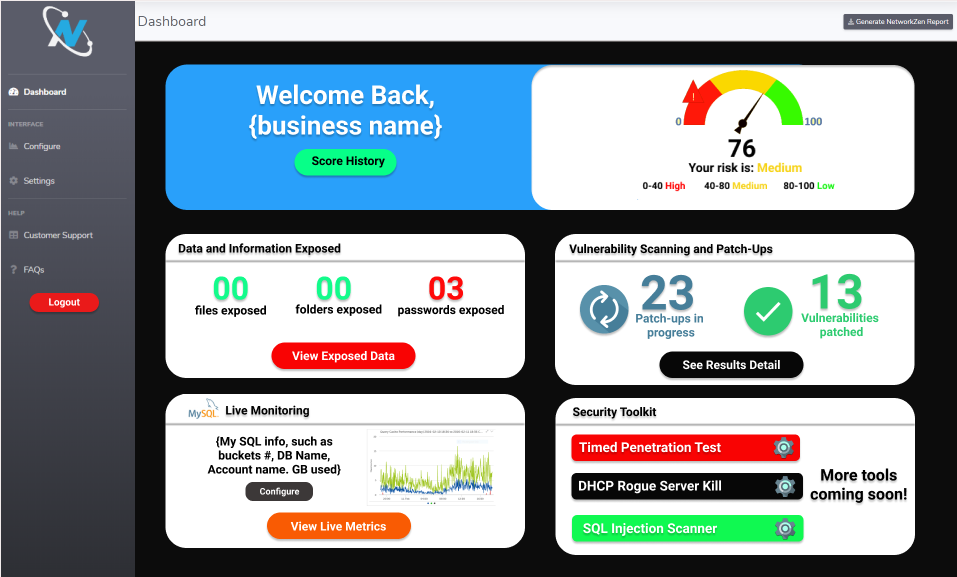 Dashboard
Generate NetworkZen Report
Dashboard
INTERFACE
Configure
Settings
HELP
Customer Support
FAQs
Logout
Welcome Back,
{business name}
Score History
0
100
76
Your risk is: Medium
0-40 High 40-80 Medium 80-100 Low
Data and Information Exposed
00
files exposed
00
folders exposed
03
passwords exposed
View Exposed Data
Vulnerability Scanning and Patch-Ups
23
Patch-ups in
progress
13
Vulnerabilities
patched
See Results Detail
MySQL
Live Monitoring
{My SQL info, such as
buckets #, DB Name,
Account name. GB used}
Configure
View Live Metrics
Security Toolkit
Timed Penetration Test
DHCP Rogue Server Kill
SQL Injection Scanner
More tools
coming soon!